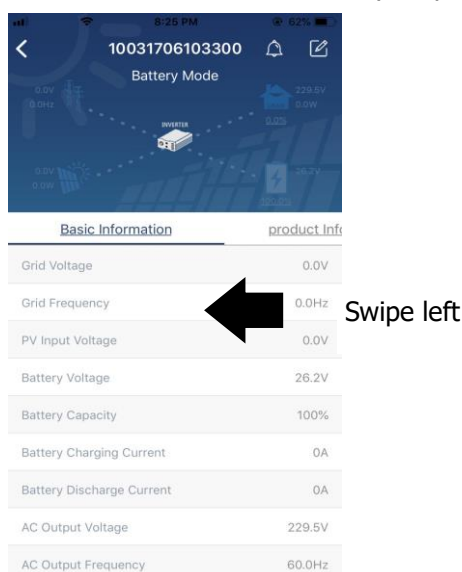 8:25 PM
62%
10031706103300
Battery Mode
0.0V
0.0Hz
229.5V
0.0W
0.0%
INVERTER
0.0V
0.0W
26.2V
100.0%
Basic Information
product Info
Grid Voltage 0.0V
Grid Frequency 0.0Hz
Swipe left
PV Input Voltage 0.0V
Battery Voltage 26.2V
Battery Capacity 100%
Battery Charging Current 0A
Battery Discharge Current 0A
AC Output Voltage 229.5V
AC Output Frequency 60.0Hz